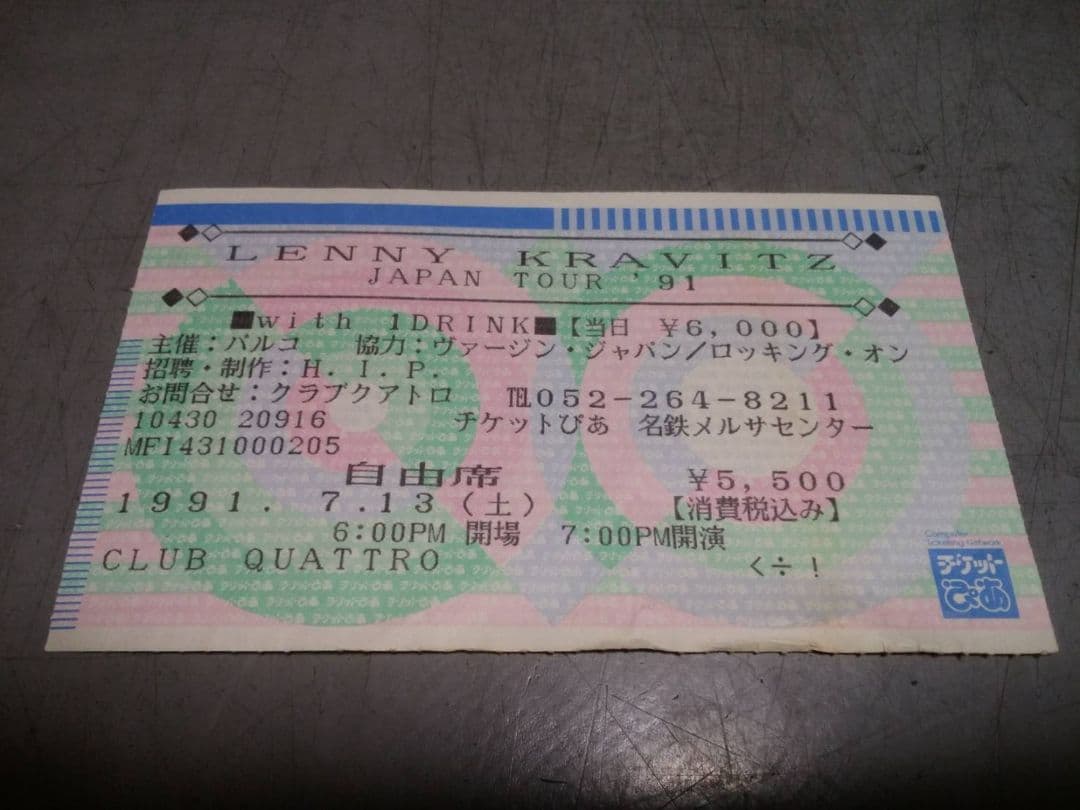 LENNY KRAVITZ
JAPAN TOUR '91
■with 1DRINK■【当日 ¥6,000】
主催:パルコ 協力:ヴァージン・ジャパン/ロッキング・オン
招聘・制作:H.I.P.
お問合せ:クラブクアトロ ℡052-264-8211
10430 20916 チケットぴあ 名鉄メルサセンター
MFI431000205
自由席 ¥5,500
1991. 7.13(土) 【消費税込み】
6:00PM 開場 7:00PM開演
CLUB QUATTRO く÷!
Computer
Ticketing Network
チケット
ぴあ